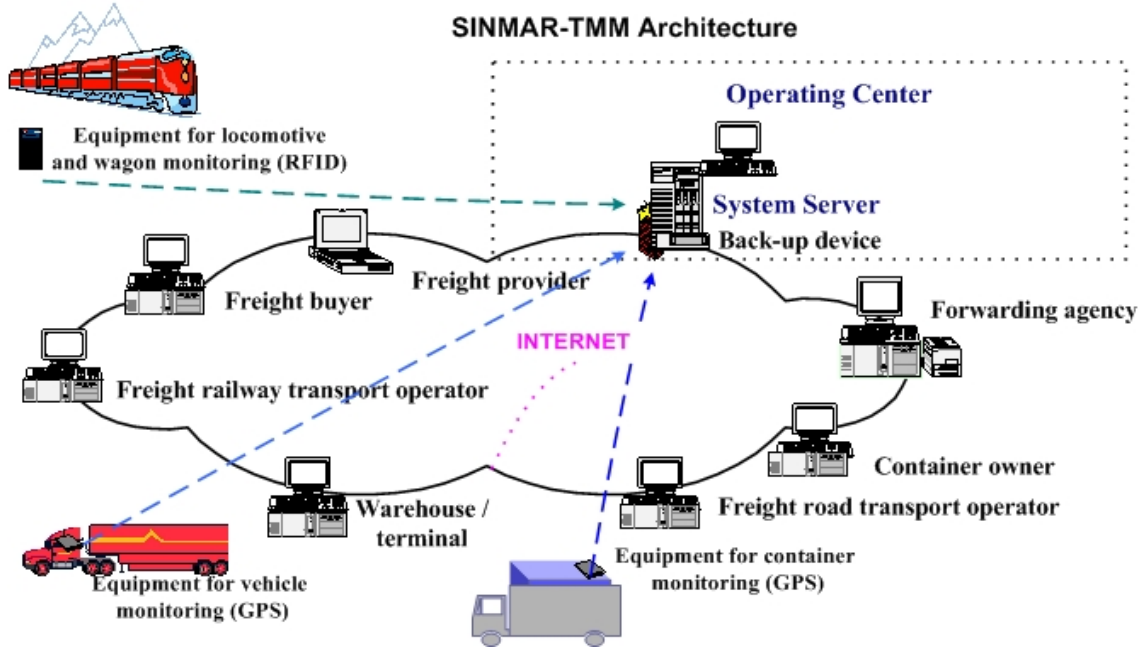 SINMAR-TMM Architecture
Operating Center
Equipment for locomotive
and wagon monitoring (RFID)
System Server
Back-up device
Freight provider
Freight buyer
Forwarding agency
INTERNET
Freight railway transport operator
Container owner
Warehouse /
terminal
Freight road transport operator
Equipment for vehicle
monitoring (GPS)
Equipment for container
monitoring (GPS)